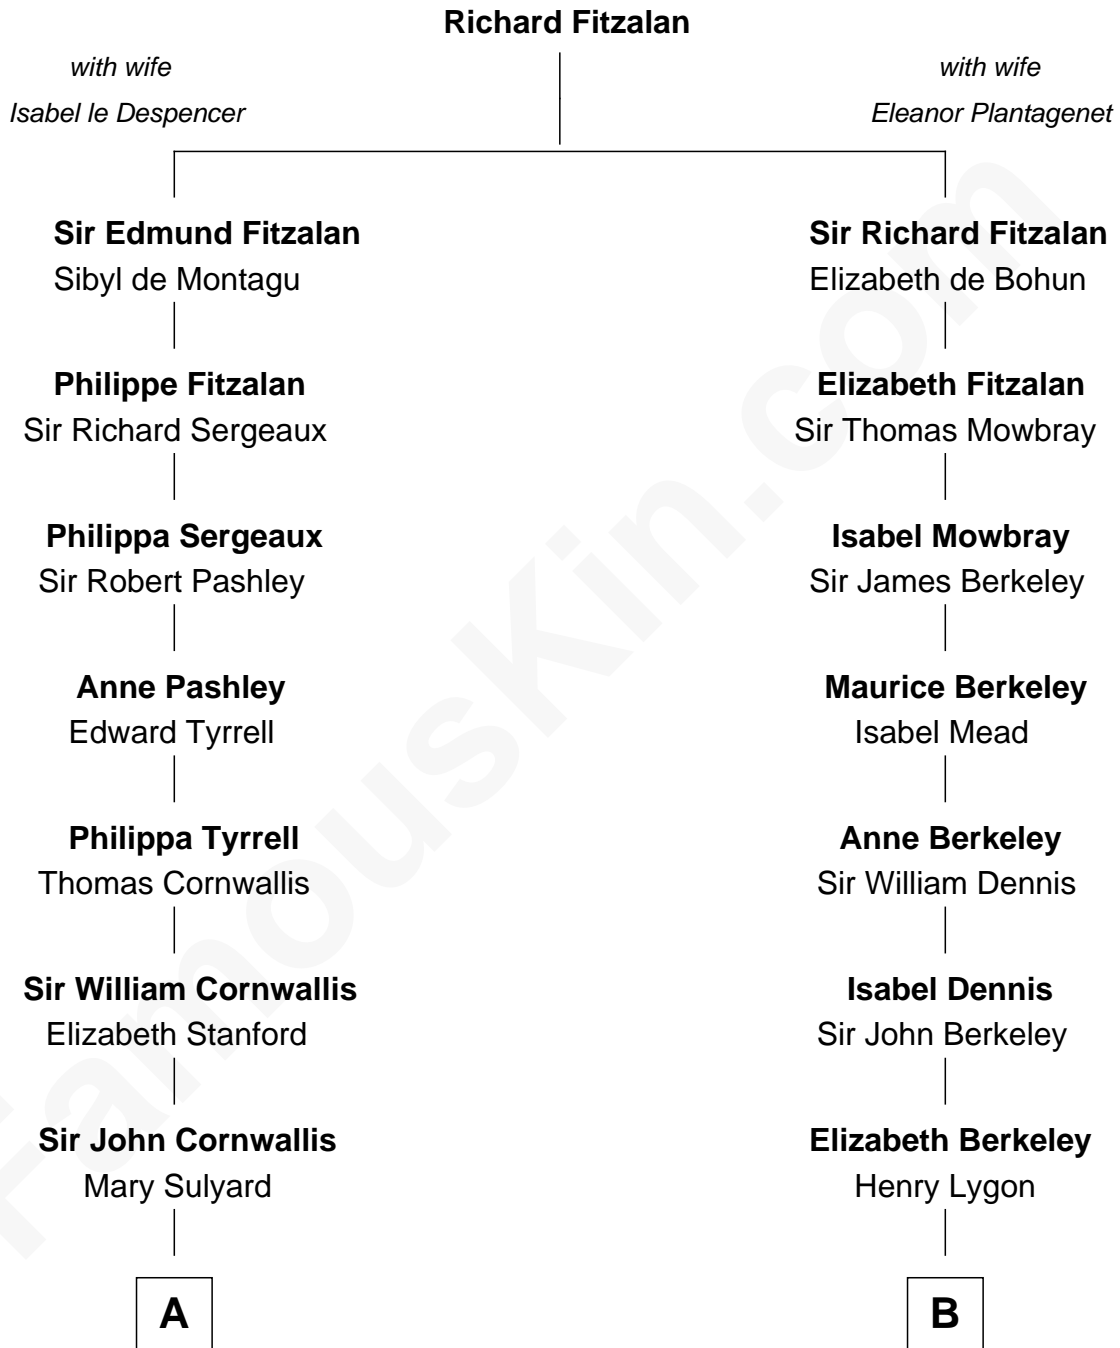 Richard Fitzalan
with wife
Isabel le Despencer
with wife
Eleanor Plantagenet
Sir Edmund Fitzalan
Sibyl de Montagu
Philippe Fitzalan
Sir Richard Sergeaux
Philippa Sergeaux
Sir Robert Pashley
Anne Pashley
Edward Tyrrell
Philippa Tyrrell
Thomas Cornwallis
Sir William Cornwallis
Elizabeth Stanford
Sir John Cornwallis
Mary Sulyard
A
Sir Richard Fitzalan
Elizabeth de Bohun
Elizabeth Fitzalan
Sir Thomas Mowbray
Isabel Mowbray
Sir James Berkeley
Maurice Berkeley
Isabel Mead
Anne Berkeley
Sir William Dennis
Isabel Dennis
Sir John Berkeley
Elizabeth Berkeley
Henry Lygon
B
FamousKin.com